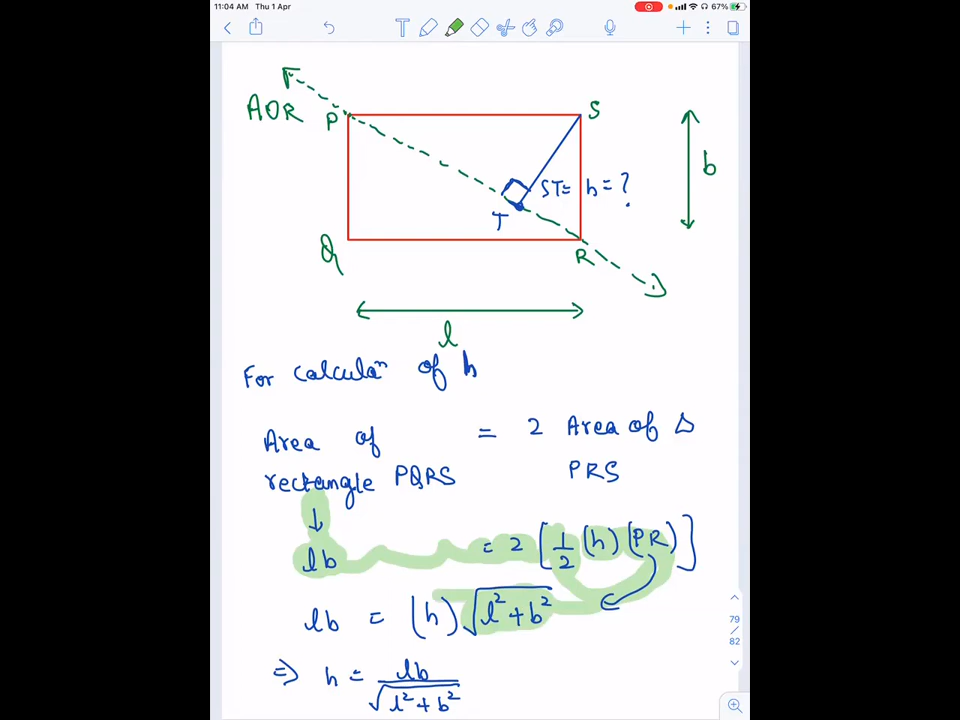 11:04 AM Thu 1 Apr
67%
AOR
P
S
b
ST = h = ?
T
Q
R
l
For calculaⁿ of h
Area of = 2 Area of Δ
rectangle PQRS PRS
↓
lb = 2 [ 1/2 (h) (PR) ]
lb = (h) √(l² + b²)
⇒ h = lb / √(l² + b²)
79
/
82